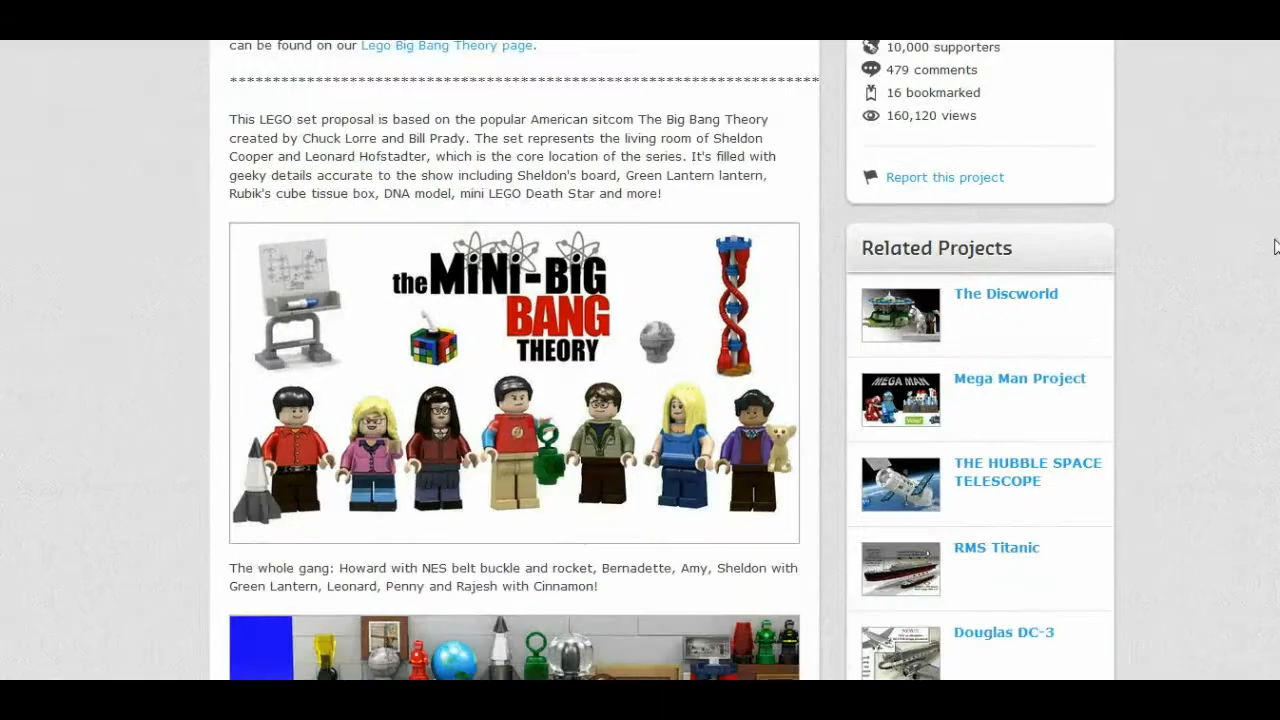 can be found on our Lego Big Bang Theory page.
**********************************************************************
This LEGO set proposal is based on the popular American sitcom The Big Bang Theory
created by Chuck Lorre and Bill Prady. The set represents the living room of Sheldon
Cooper and Leonard Hofstadter, which is the core location of the series. It's filled with
geeky details accurate to the show including Sheldon's board, Green Lantern lantern,
Rubik's cube tissue box, DNA model, mini LEGO Death Star and more!
the MiNi-BiG
BANG
THEORY
The whole gang: Howard with NES belt buckle and rocket, Bernadette, Amy, Sheldon with
Green Lantern, Leonard, Penny and Rajesh with Cinnamon!
10,000 supporters
479 comments
16 bookmarked
160,120 views
Report this project
Related Projects
The Discworld
MEGA MAN
Mega Man Project
THE HUBBLE SPACE
TELESCOPE
RMS Titanic
Douglas DC-3